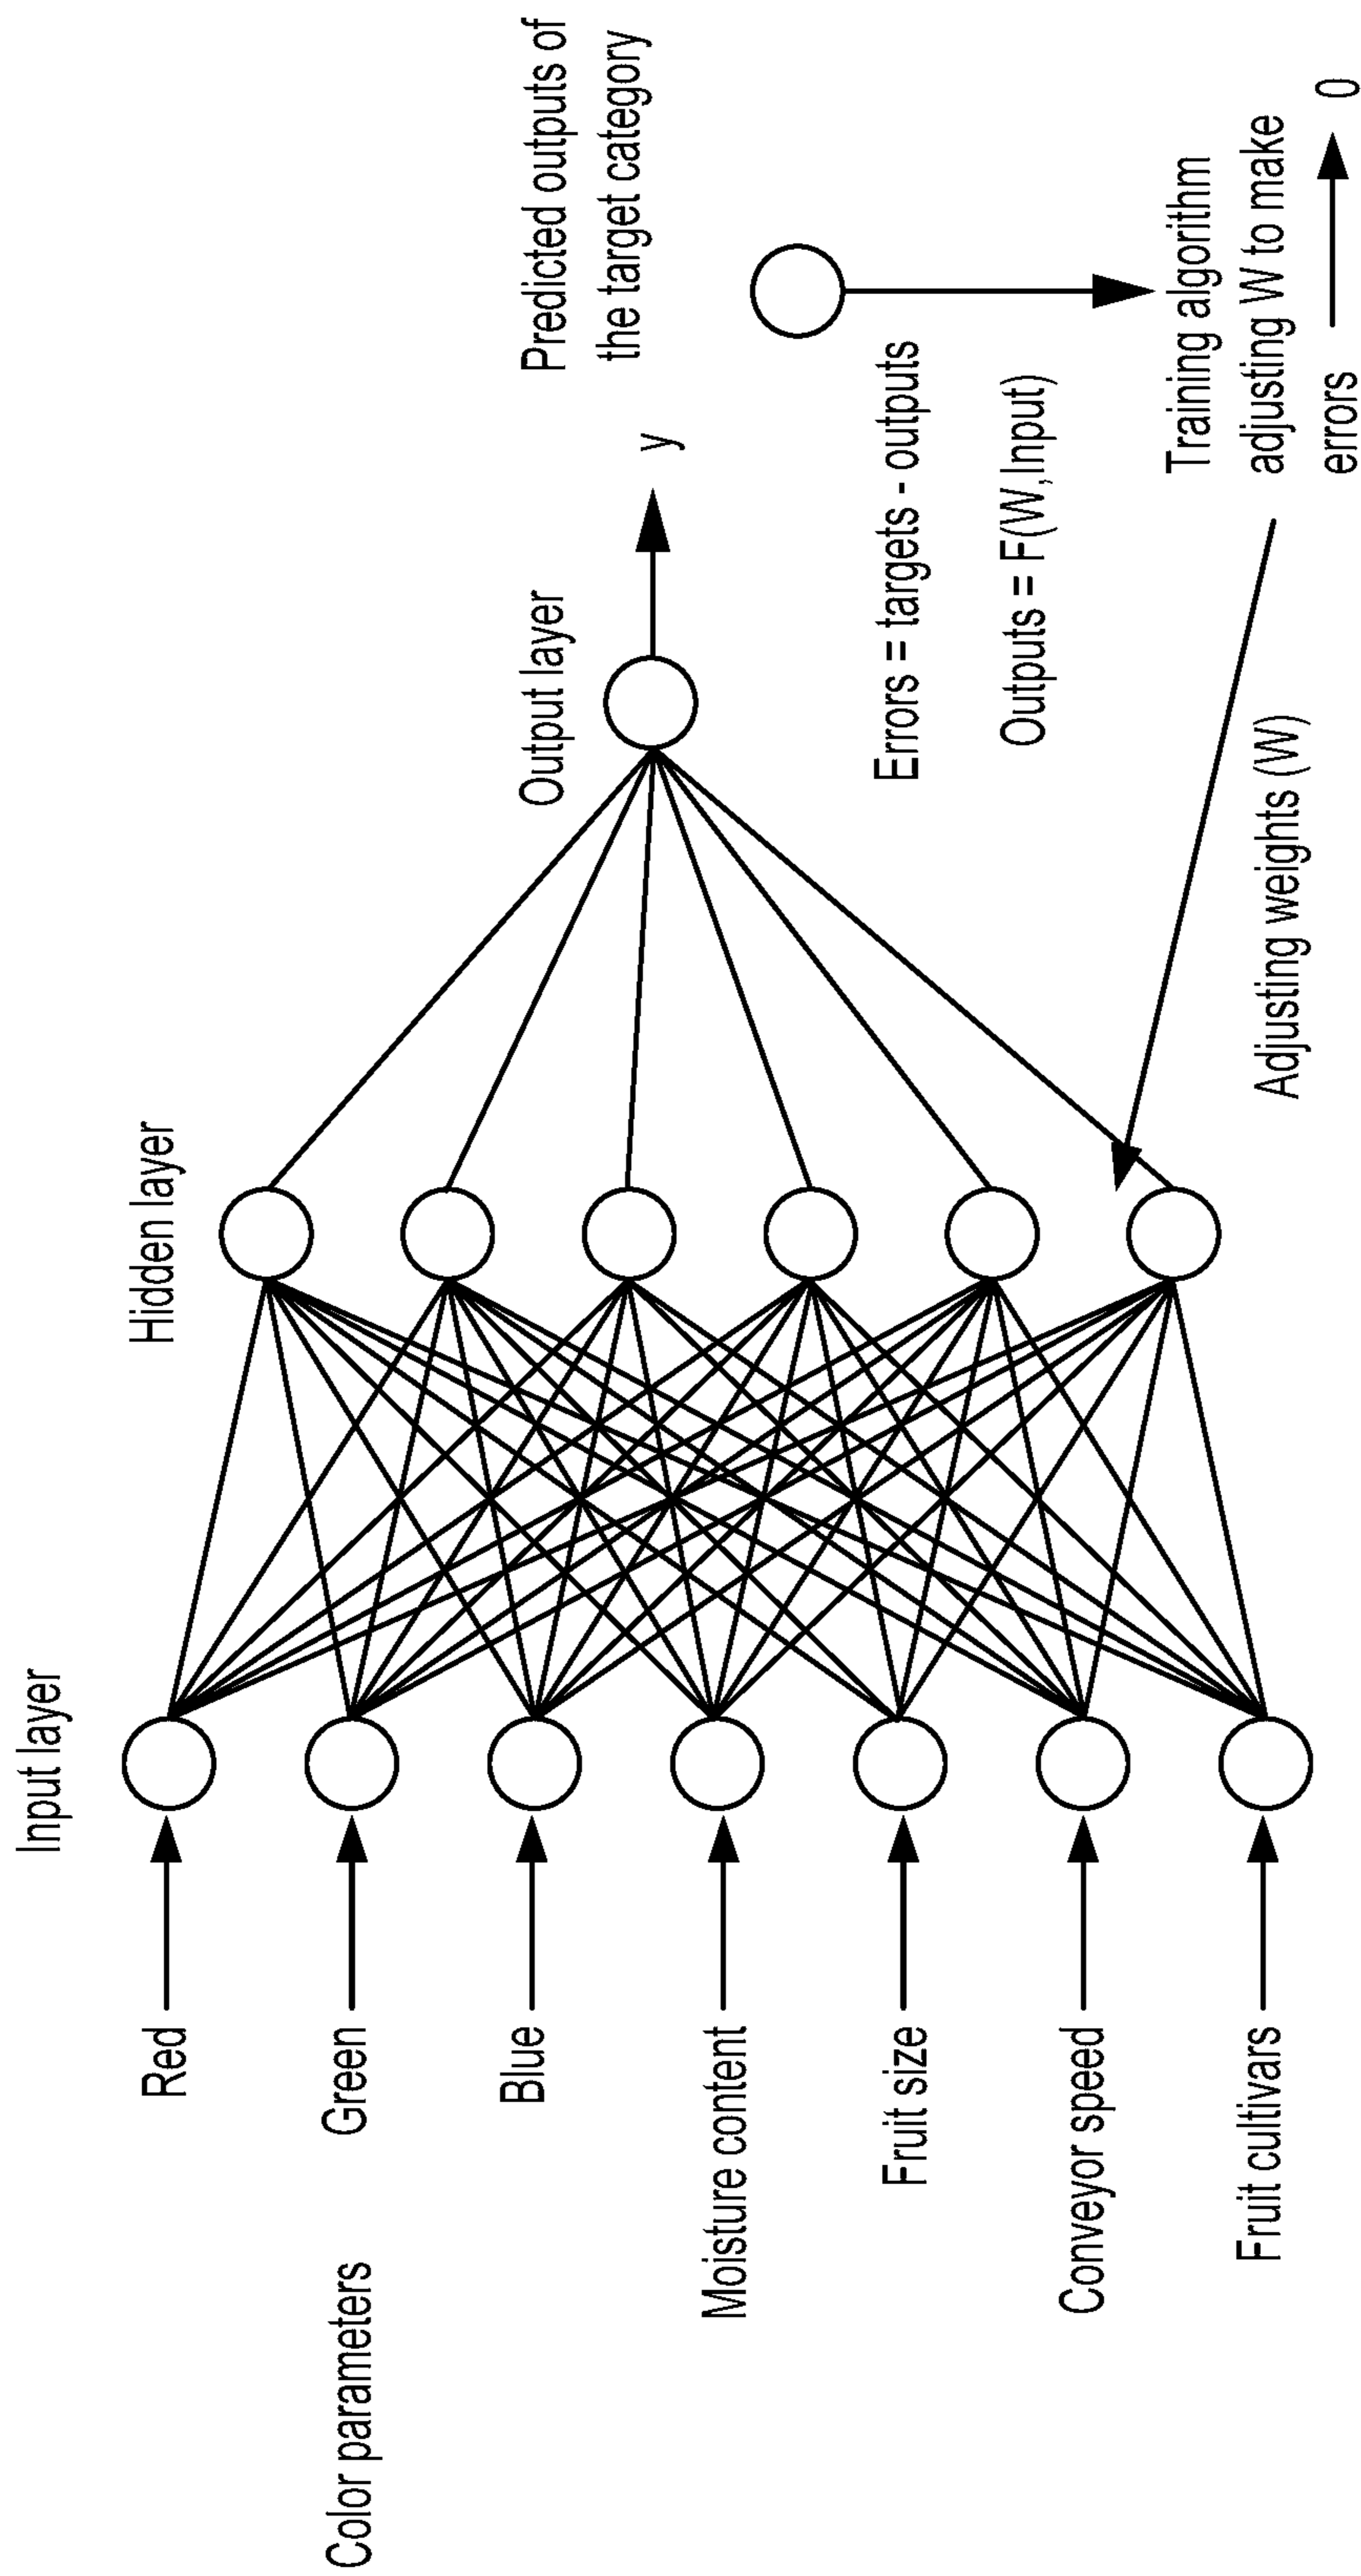 Input layer
Hidden layer
Output layer
Predicted outputs of
the target category
Color parameters
Red
Green
Blue
Moisture content
Fruit size
Conveyor speed
Fruit cultivars
y
Errors = targets - outputs
Outputs = F(W,Input)
Training algorithm
adjusting W to make
errors 0
Adjusting weights (W)